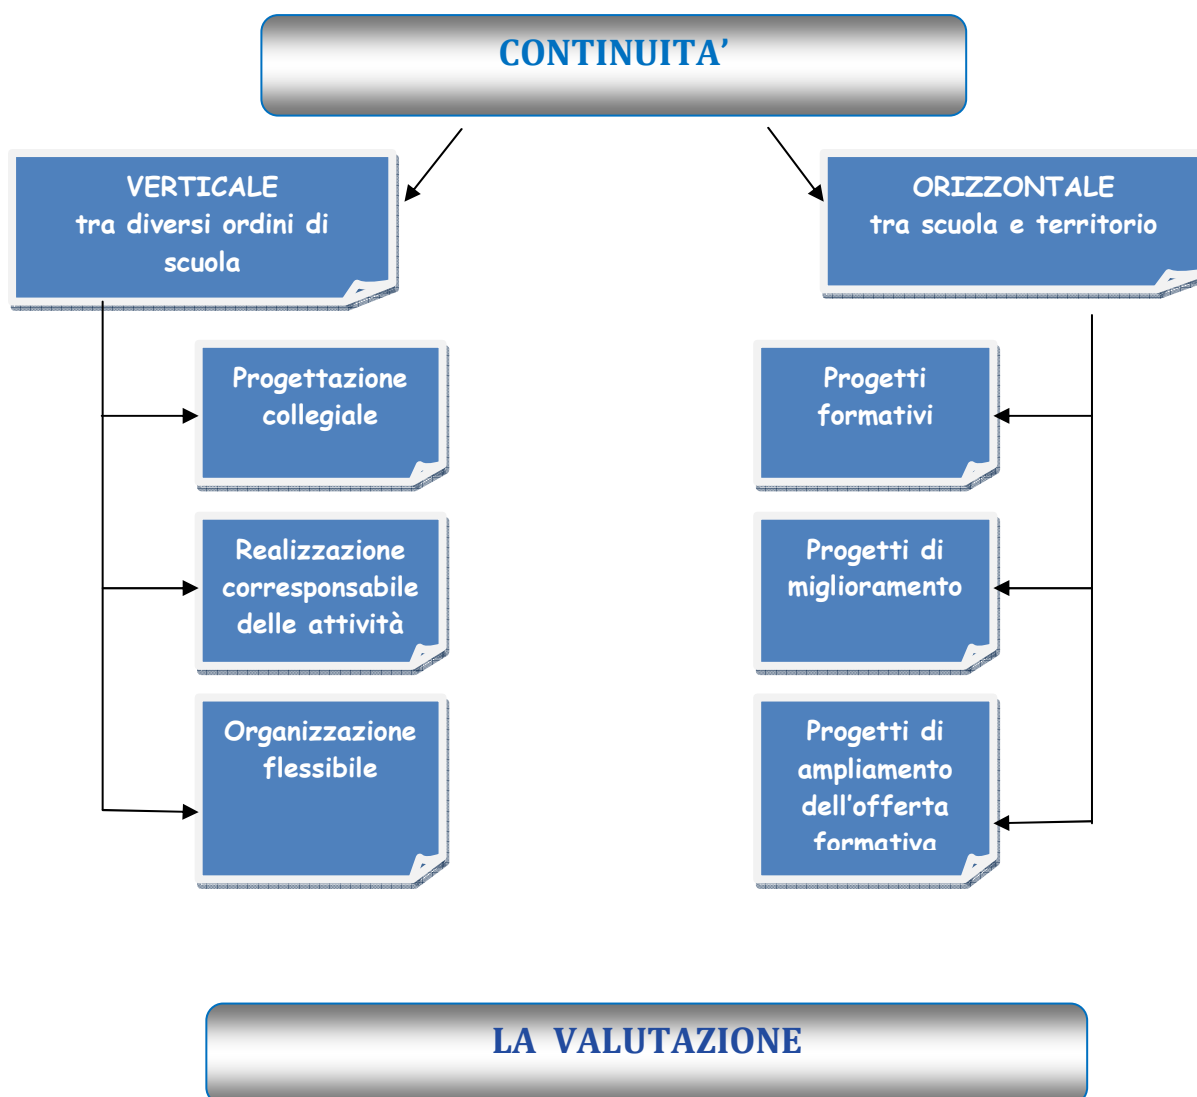 CONTINUITA’
VERTICALE
tra diversi ordini di
scuola
ORIZZONTALE
tra scuola e territorio
Progettazione
collegiale
Progetti
formativi
Realizzazione
corresponsabile
delle attività
Progetti di
miglioramento
Organizzazione
flessibile
Progetti di
ampliamento
dell’offerta
formativa
LA VALUTAZIONE